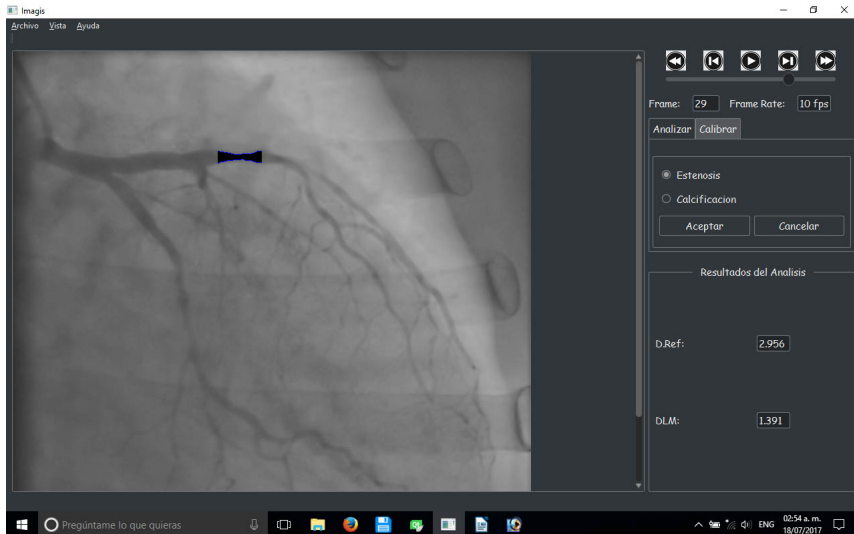 Imagis
Archivo Vista Ayuda
Frame: 29 Frame Rate: 10 fps
Analizar Calibrar
Estenosis
Calcificacion
Aceptar Cancelar
Resultados del Analisis
D.Ref: 2.956
DLM: 1.391
Pregúntame lo que quieras
ENG
02:54 a. m.
18/07/2017